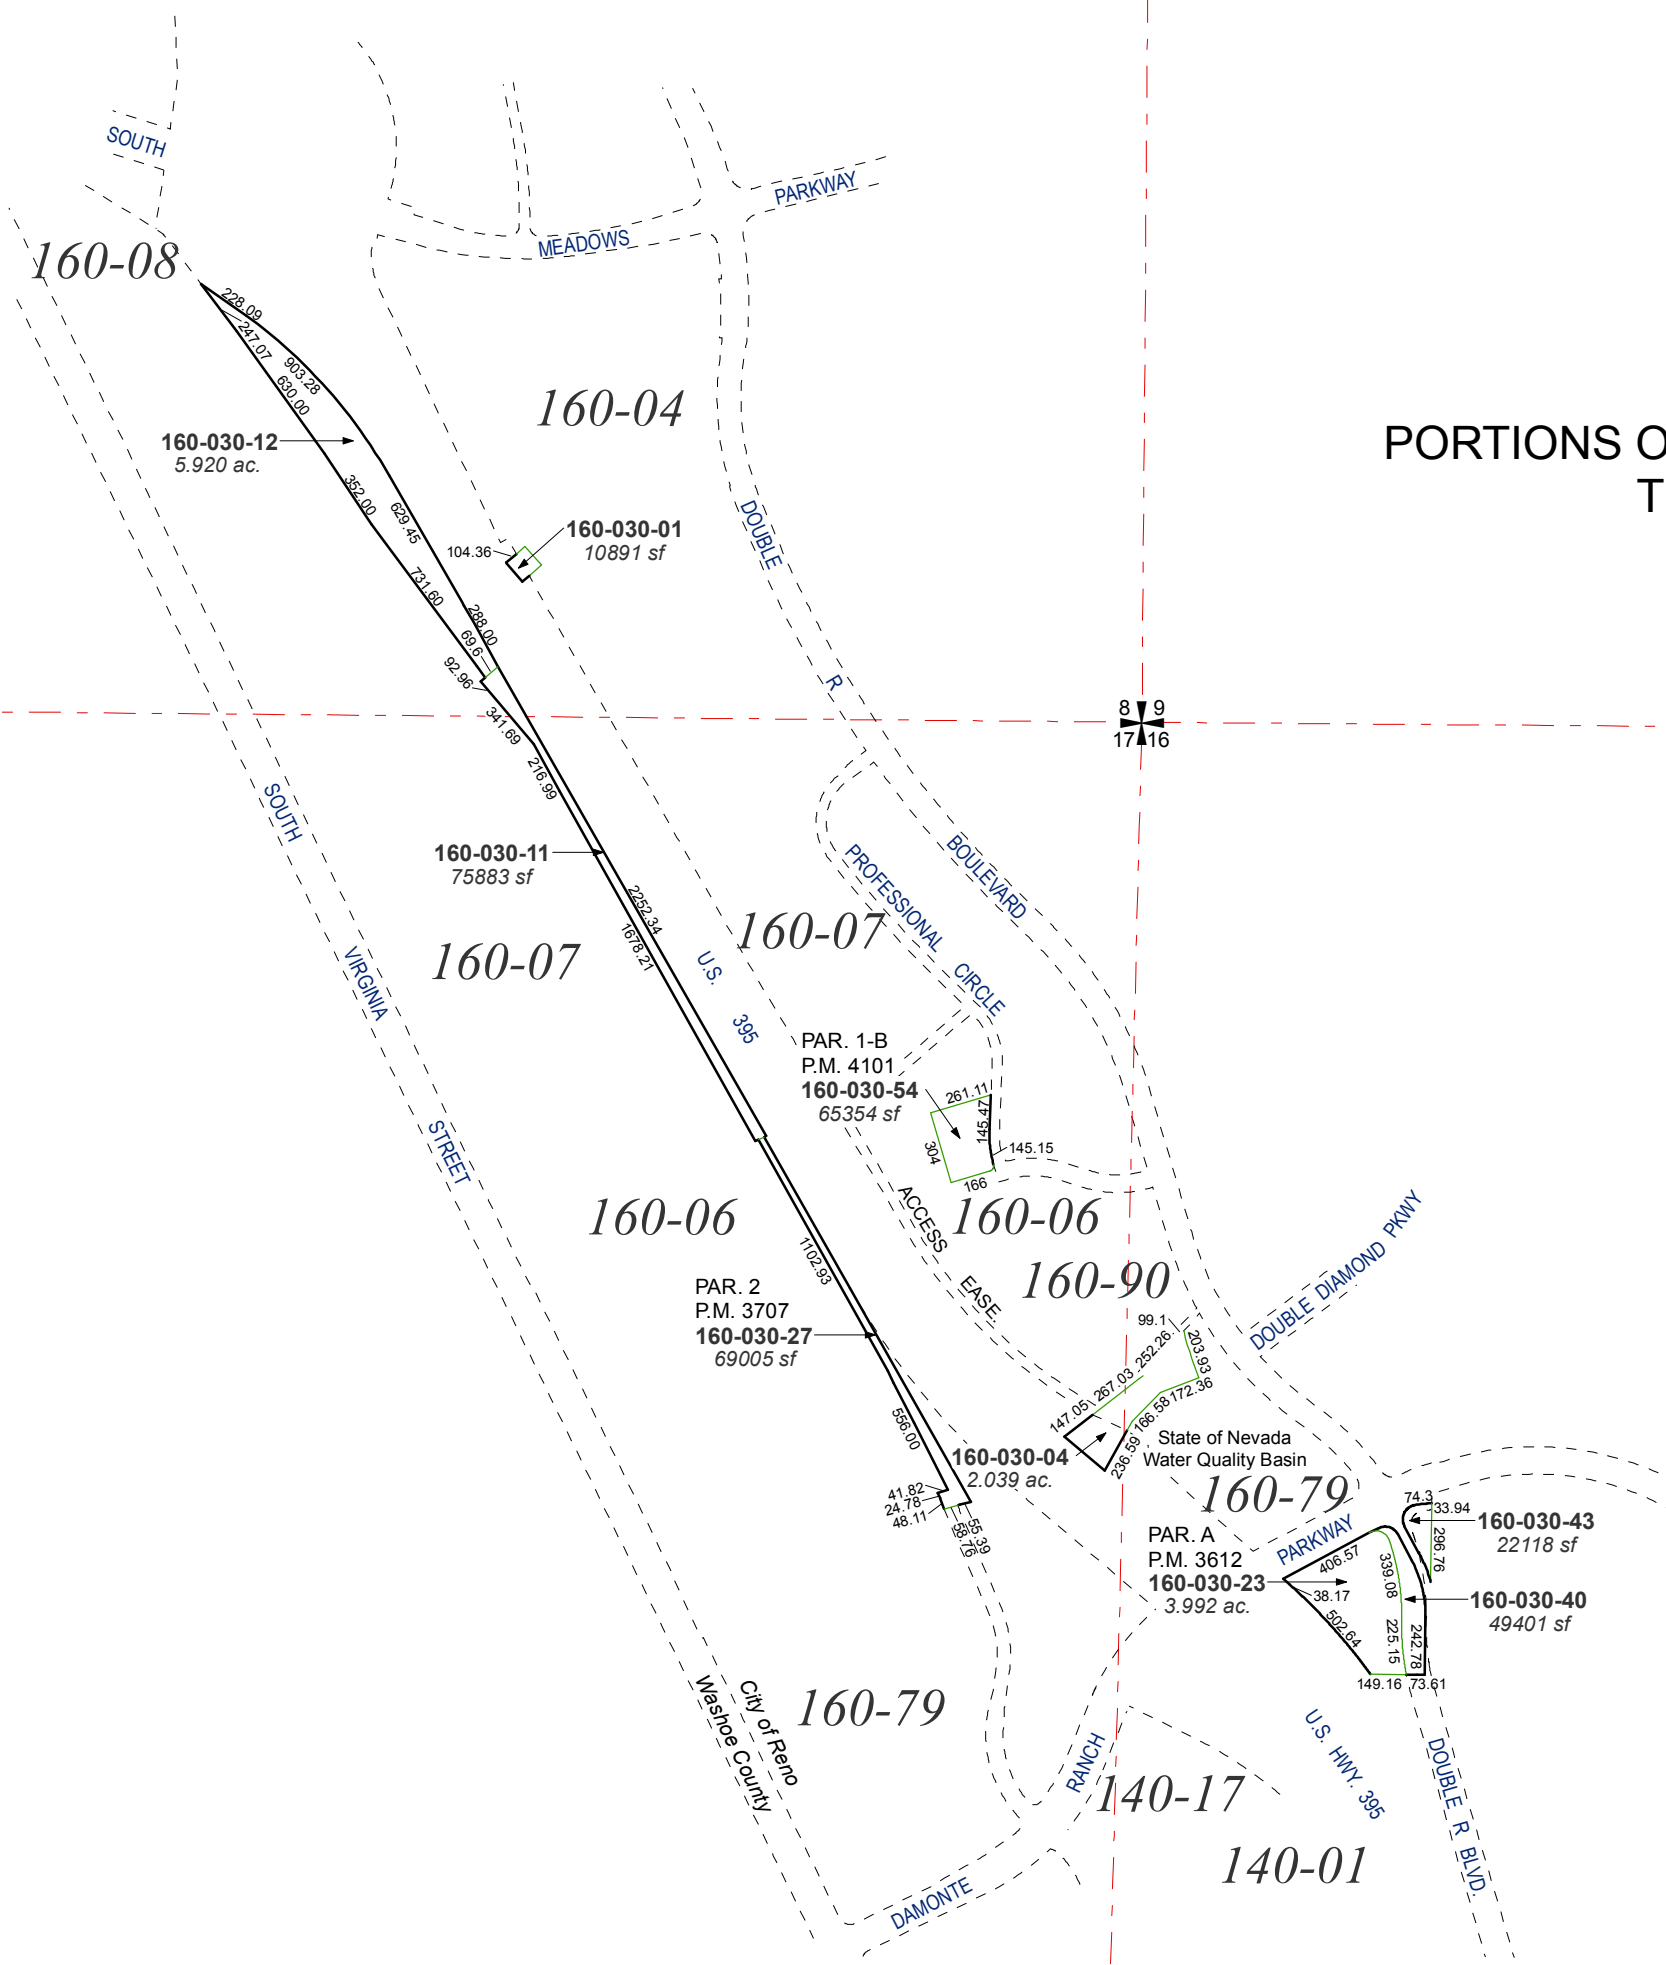 SOUTH
PARKWAY
MEADOWS
160-08
228.09
247.07
903.28
630.00
160-04
PORTIONS O
T
160-030-12
5.920 ac.
352.00
629.45
DOUBLE
160-030-01
10891 sf
104.36
731.60
288.00
69.6
92.96
R
341.69
8 9
17 16
216.99
SOUTH
160-030-11
75883 sf
BOULEVARD
PROFESSIONAL
2252.34
1678.21
160-07
160-07
U.S.
CIRCLE
VIRGINIA
395
PAR. 1-B
P.M. 4101
160-030-54
65354 sf
261.11
145.47
145.15
304
166
STREET
ACCESS
160-06
160-06
DOUBLE DIAMOND PKWY
1102.93
EASE.
160-90
PAR. 2
P.M. 3707
160-030-27
69005 sf
99.1
252.26
203.93
267.03
172.36
147.05
166.58
556.00
236.59
State of Nevada
Water Quality Basin
160-030-04
2.039 ac.
41.82
24.78
48.11
55.39
58.76
160-79
74.3
33.94
160-030-43
22118 sf
296.76
PARKWAY
PAR. A
P.M. 3612
160-030-23
3.992 ac.
406.57
339.08
38.17
160-030-40
49401 sf
502.64
225.15
242.78
149.16
73.61
City of Reno
Washoe County
160-79
RANCH
U.S. HWY. 395
DOUBLE R BLVD.
140-17
140-01
DAMONTE